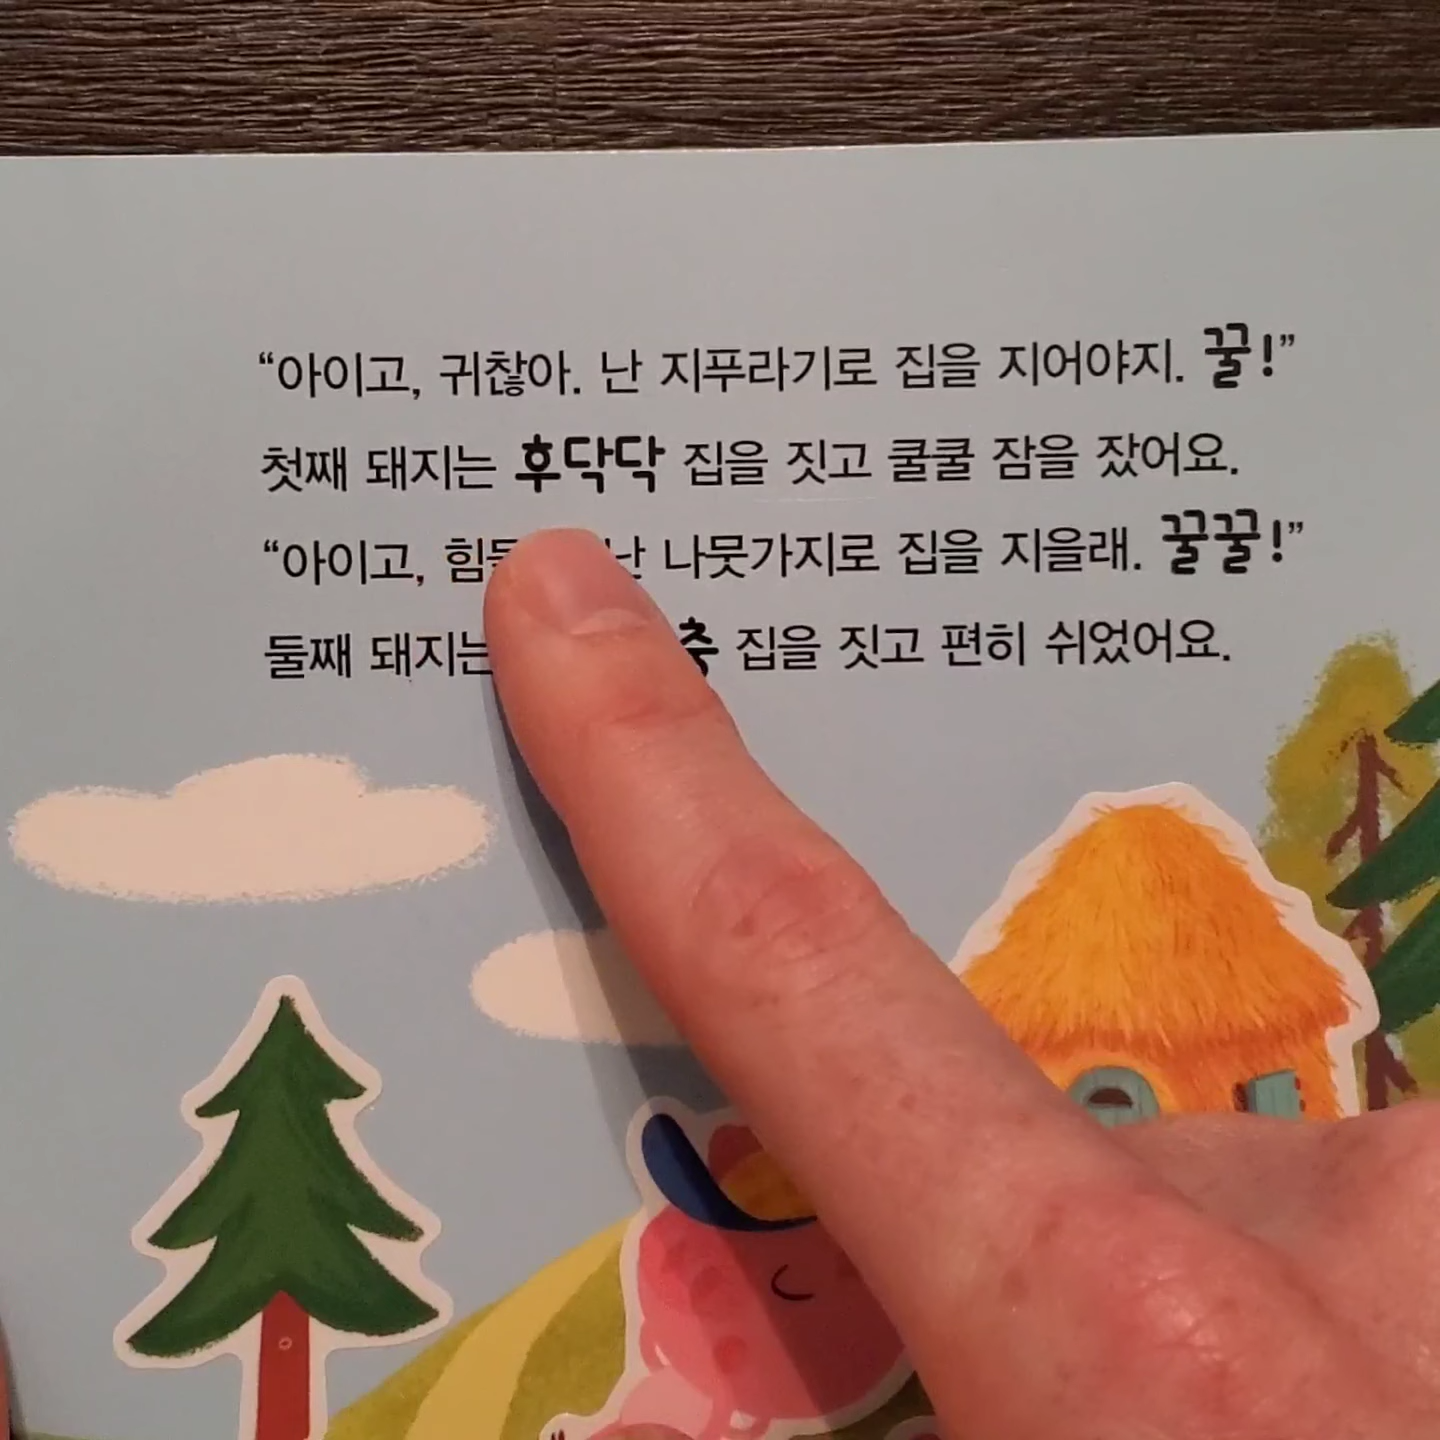 “아이고, 귀찮아. 난 지푸라기로 집을 지어야지. 꿀!”
첫째 돼지는 후닥닥 집을 짓고 쿨쿨 잠을 잤어요.
“아이고, 난 나뭇가지로 집을 지을래. 꿀꿀!”
둘째 돼지는 집을 짓고 편히 쉬었어요.